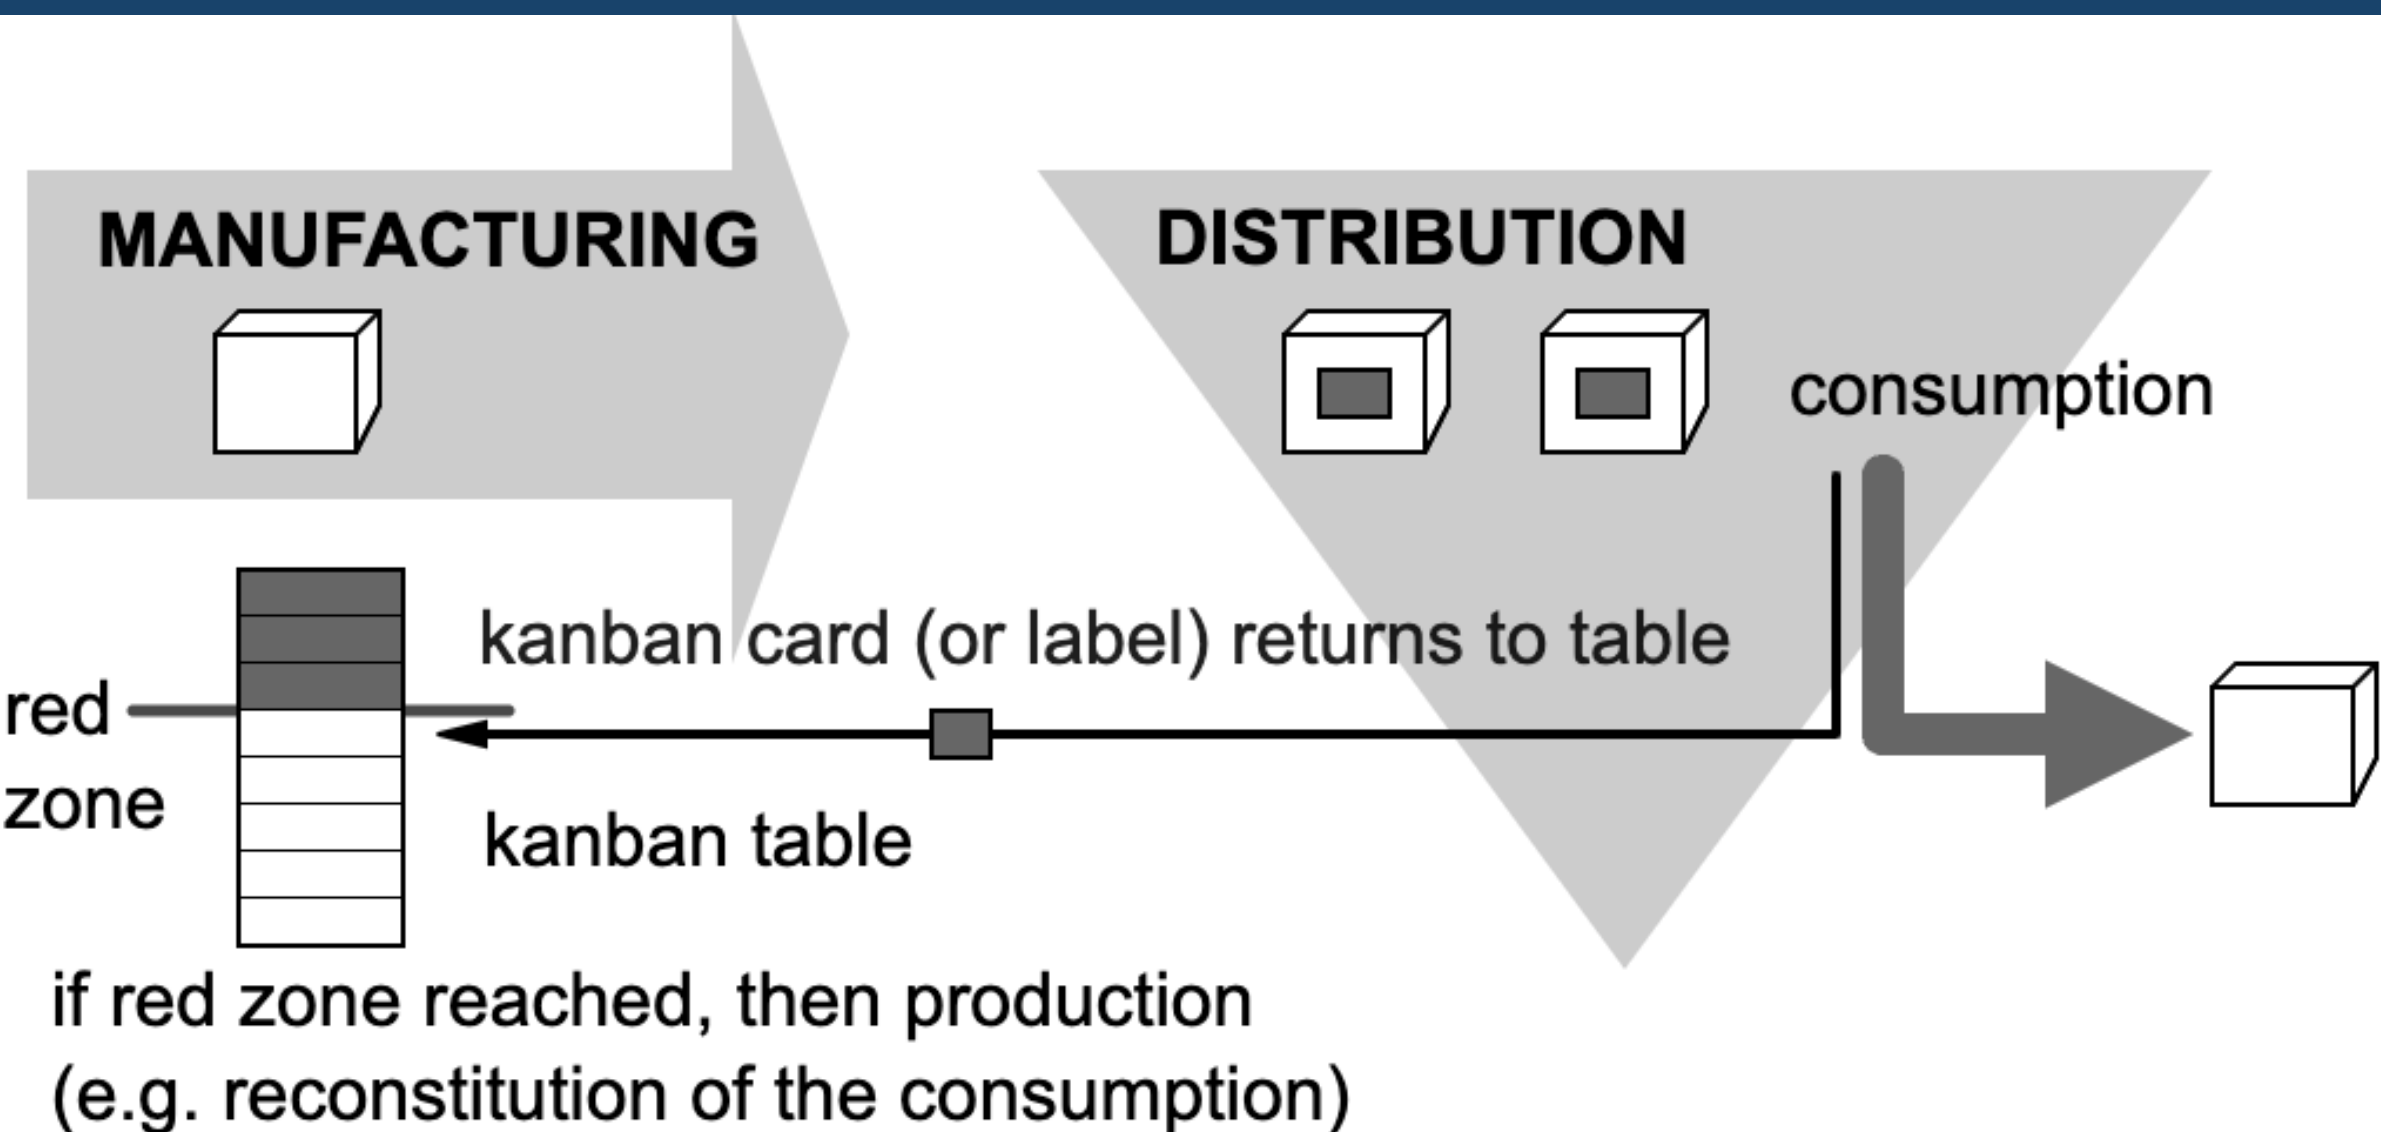 MANUFACTURING
DISTRIBUTION
consumption
kanban card (or label) returns to table
red
zone
kanban table
if red zone reached, then production
(e.g. reconstitution of the consumption)